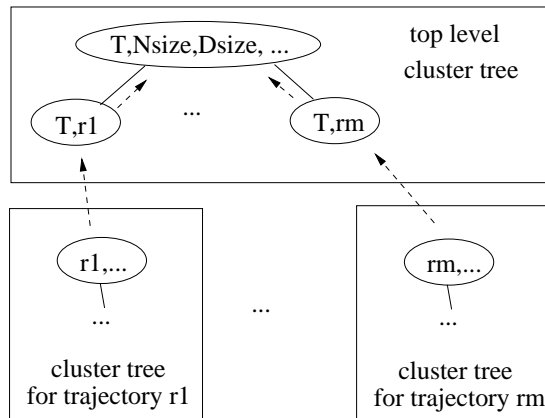 top level
cluster tree
T,Nsize,Dsize, ...
T,r1
...
T,rm
r1,...
...
cluster tree
for trajectory r1
...
rm,...
...
cluster tree
for trajectory rm